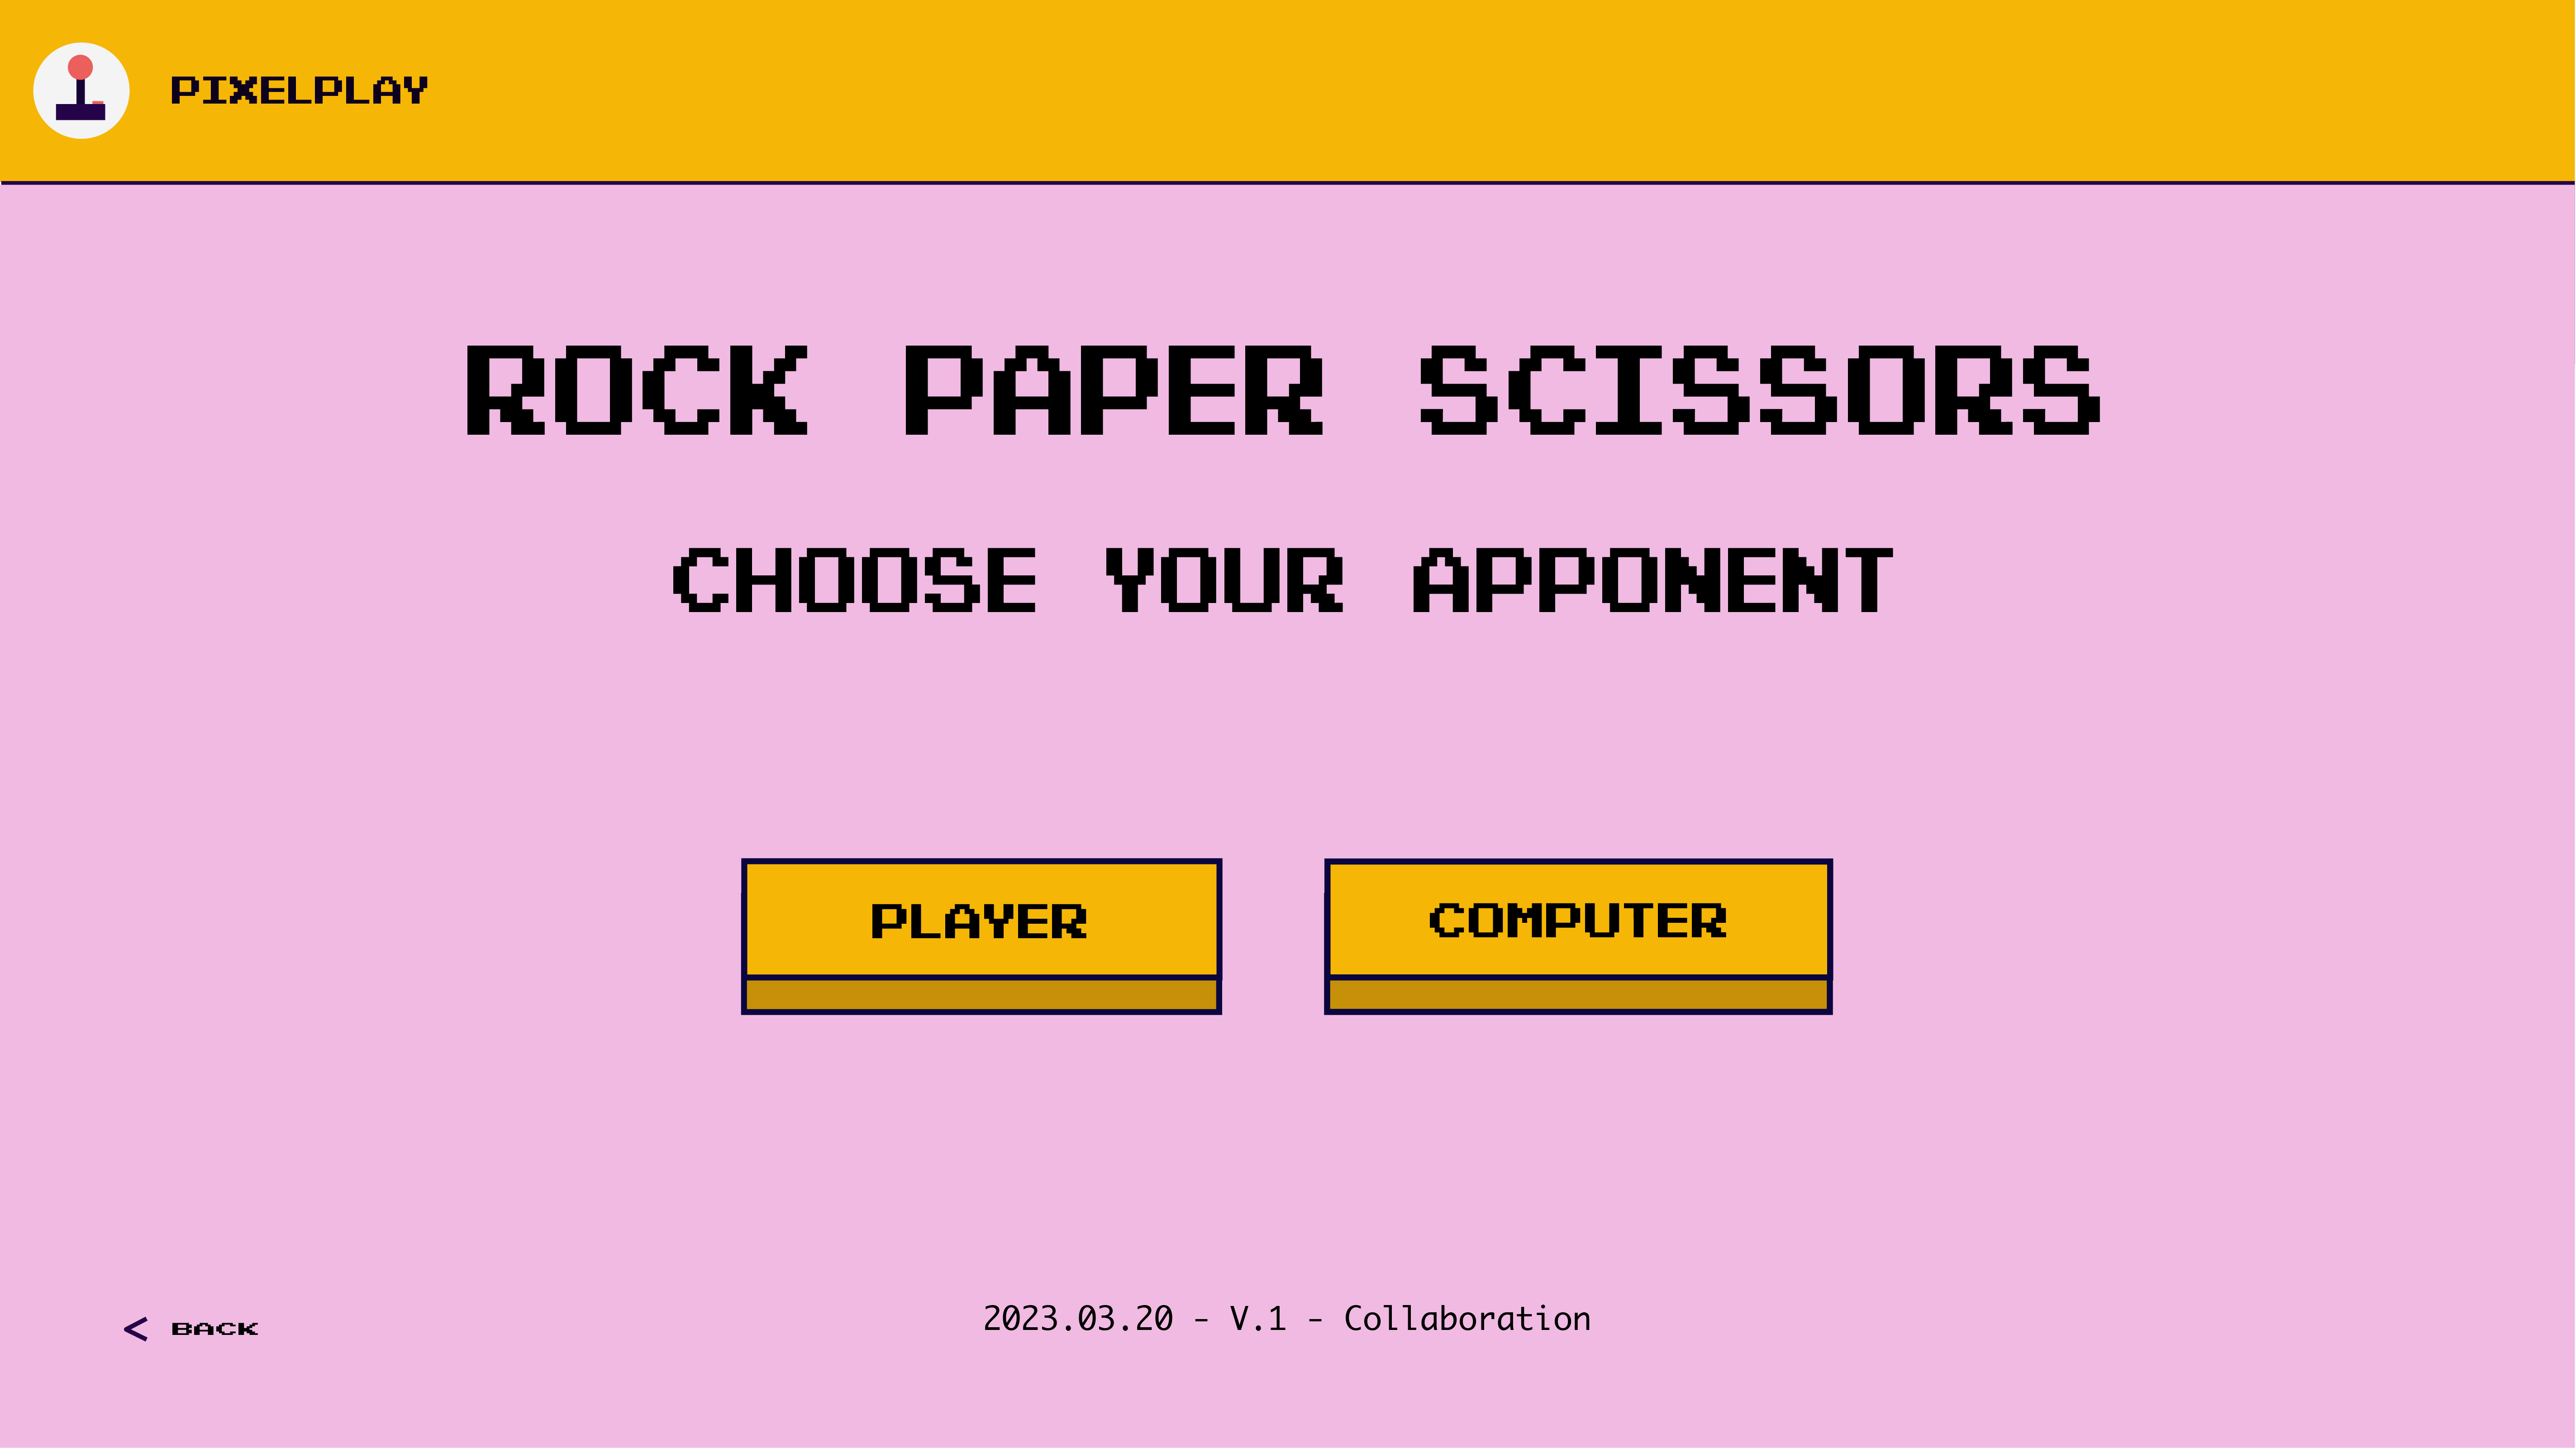 PIXELPLAY
ROCK PAPER SCISSORS
CHOOSE YOUR APPONENT
PLAYER
COMPUTER
< BACK
2023.03.20 - V.1 - Collaboration